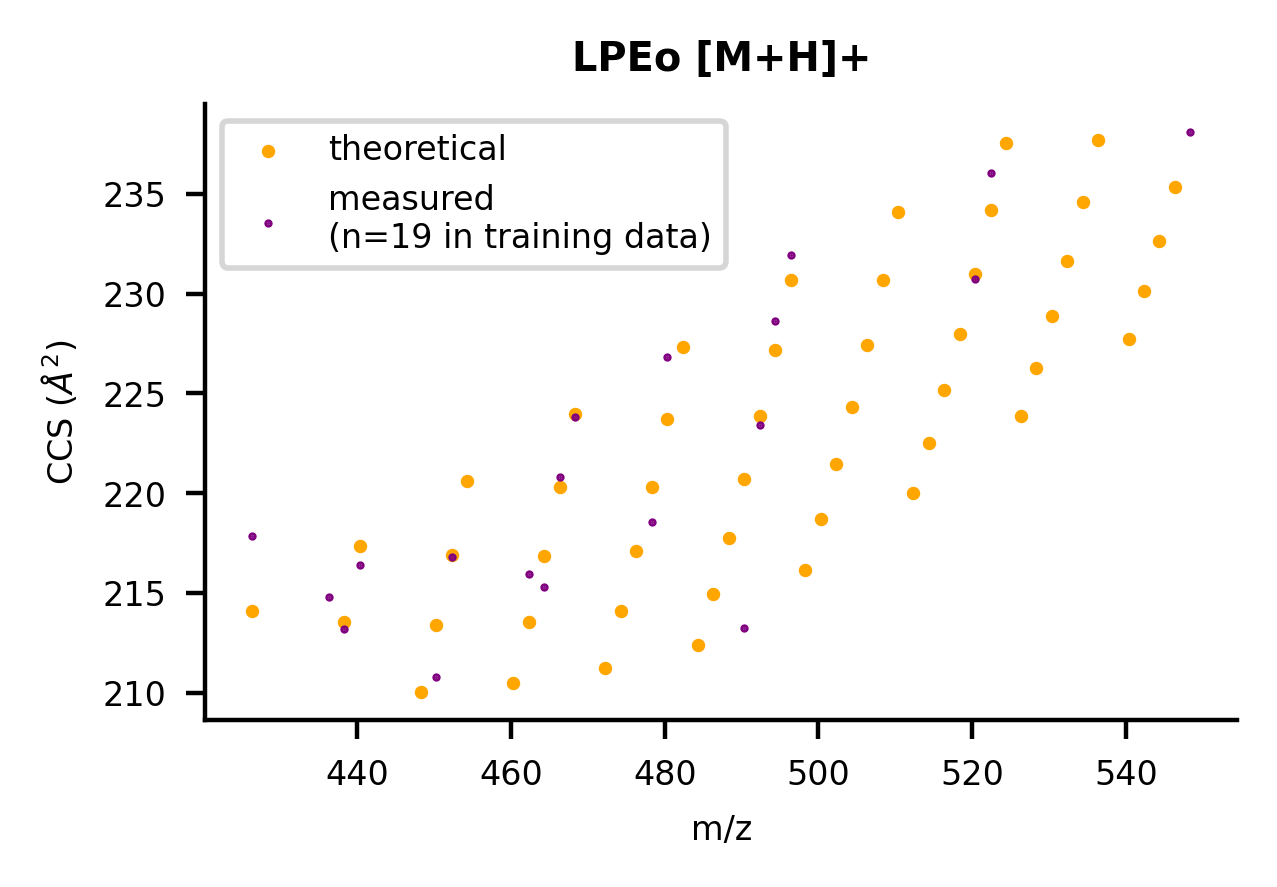 LPEo [M+H]+
theoretical
measured
(n=19 in training data)
CCS (Å²)
235
230
225
220
215
210
440
460
480
500
520
540
m/z